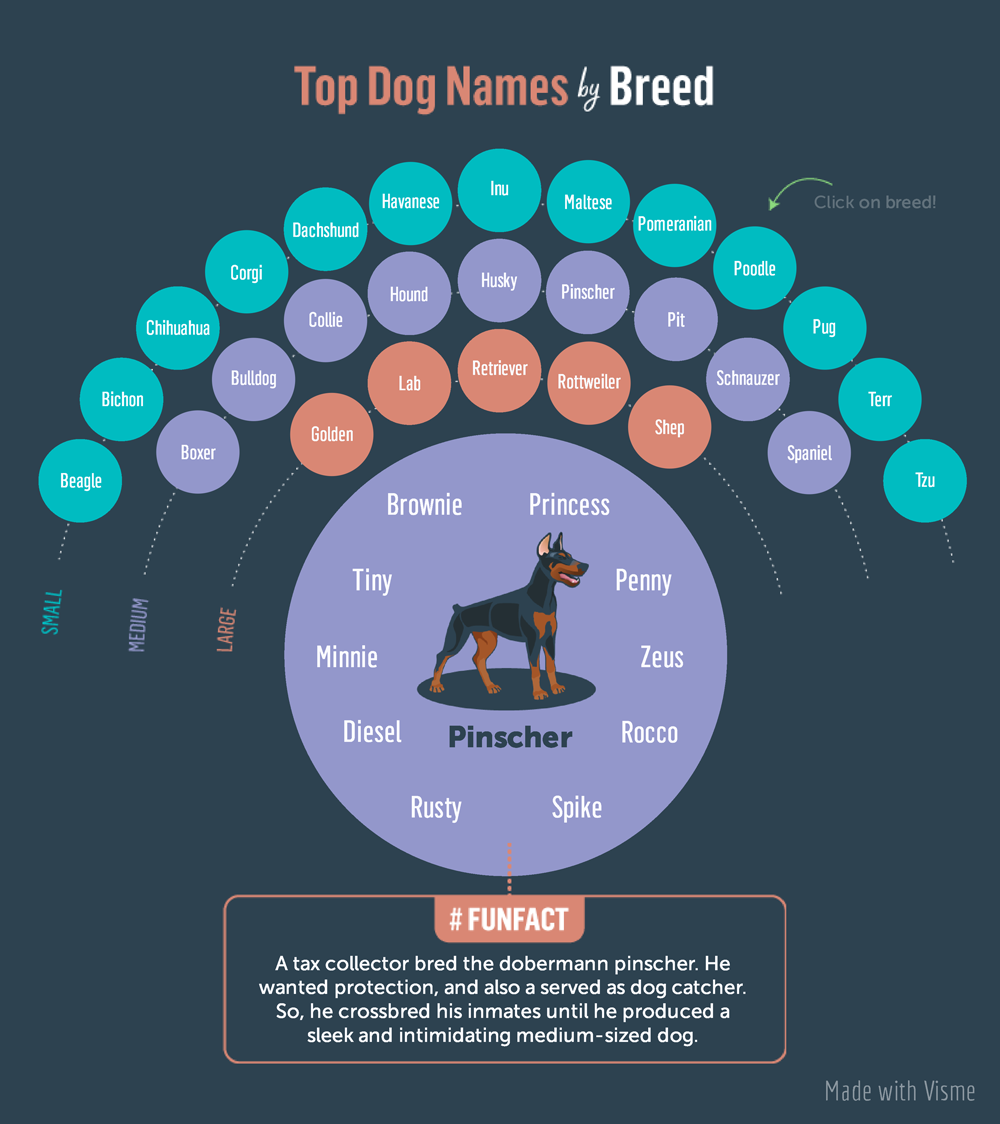 Top Dog Names by Breed
Click on breed!
Inu
Havanese
Maltese
Dachshund
Pomeranian
Corgi
Poodle
Chihuahua
Pug
Bichon
Terr
Beagle
Tzu
Husky
Hound
Pinscher
Collie
Pit
Bulldog
Schnauzer
Boxer
Spaniel
Retriever
Lab
Rottweiler
Golden
Shep
SMALL
MEDIUM
LARGE
Brownie
Princess
Tiny
Penny
Minnie
Zeus
Diesel
Rocco
Pinscher
Rusty
Spike
# FUNFACT
A tax collector bred the dobermann pinscher. He
wanted protection, and also a served as dog catcher.
So, he crossbred his inmates until he produced a
sleek and intimidating medium-sized dog.
Made with Visme